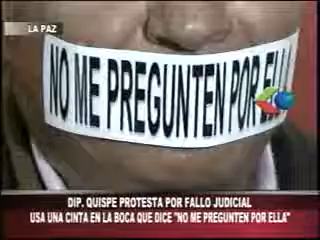 LA PAZ
NO ME PREGUNTEN POR ELLA
DIP. QUISPE PROTESTA POR FALLO JUDICIAL
USA UNA CINTA EN LA BOCA QUE DICE "NO ME PREGUNTEN POR ELLA"